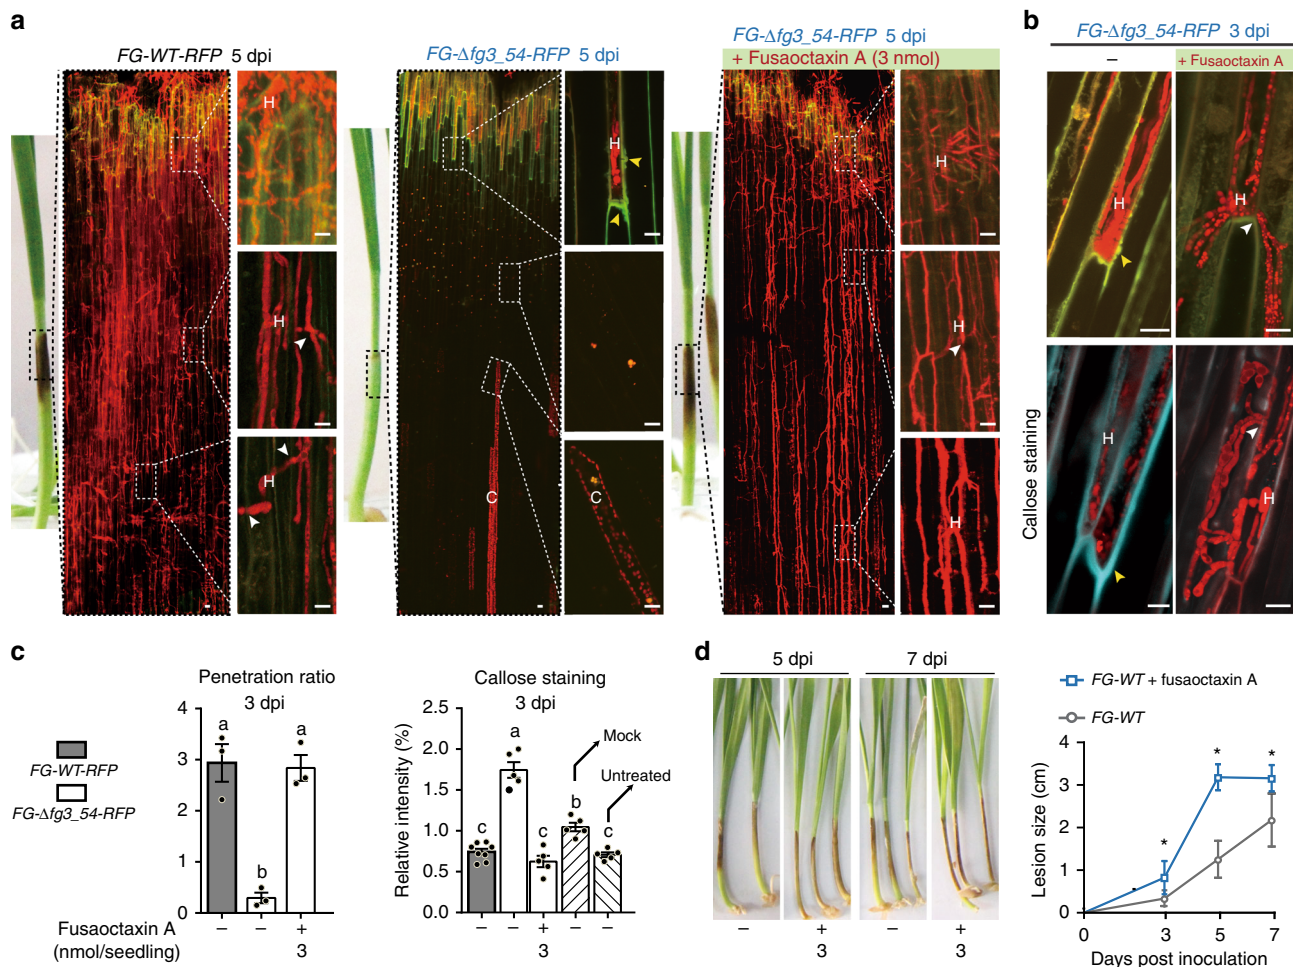 a
FG-WT-RFP 5 dpi
FG-Δfg3_54-RFP 5 dpi
FG-Δfg3_54-RFP 5 dpi
+ Fusaoctaxin A (3 nmol)
H
H
H
H
C
C
H
H
H
b
FG-Δfg3_54-RFP 3 dpi
–
+ Fusaoctaxin A
H
H
Callose staining
H
H
c
FG-WT-RFP
FG-Δfg3_54-RFP
Penetration ratio
3 dpi
4
3
2
1
0
a
b
a
Fusaoctaxin A
(nmol/seedling)
– – +
3
Callose staining
3 dpi
Relative intensity (%)
2.5
2.0
1.5
1.0
0.5
0.0
c
a
c
b
c
Mock
Untreated
– – + – –
3
d
5 dpi
7 dpi
– + – +
3 3
FG-WT + fusaoctaxin A
FG-WT
Lesion size (cm)
4
3
2
1
0
* * *
0 3 5 7
Days post inoculation